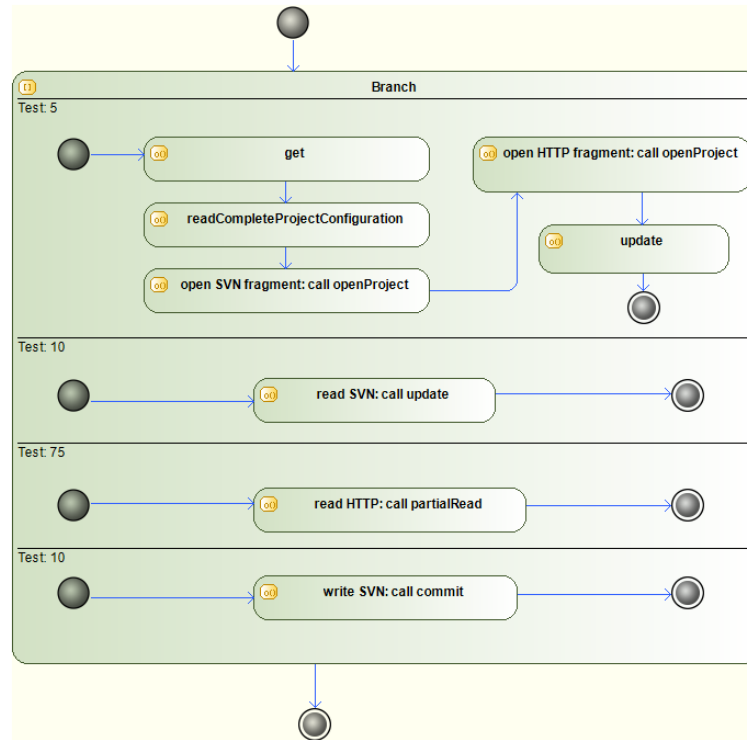 Branch
Test: 5
get
open HTTP fragment: call openProject
readCompleteProjectConfiguration
update
open SVN fragment: call openProject
Test: 10
read SVN: call update
Test: 75
read HTTP: call partialRead
Test: 10
write SVN: call commit